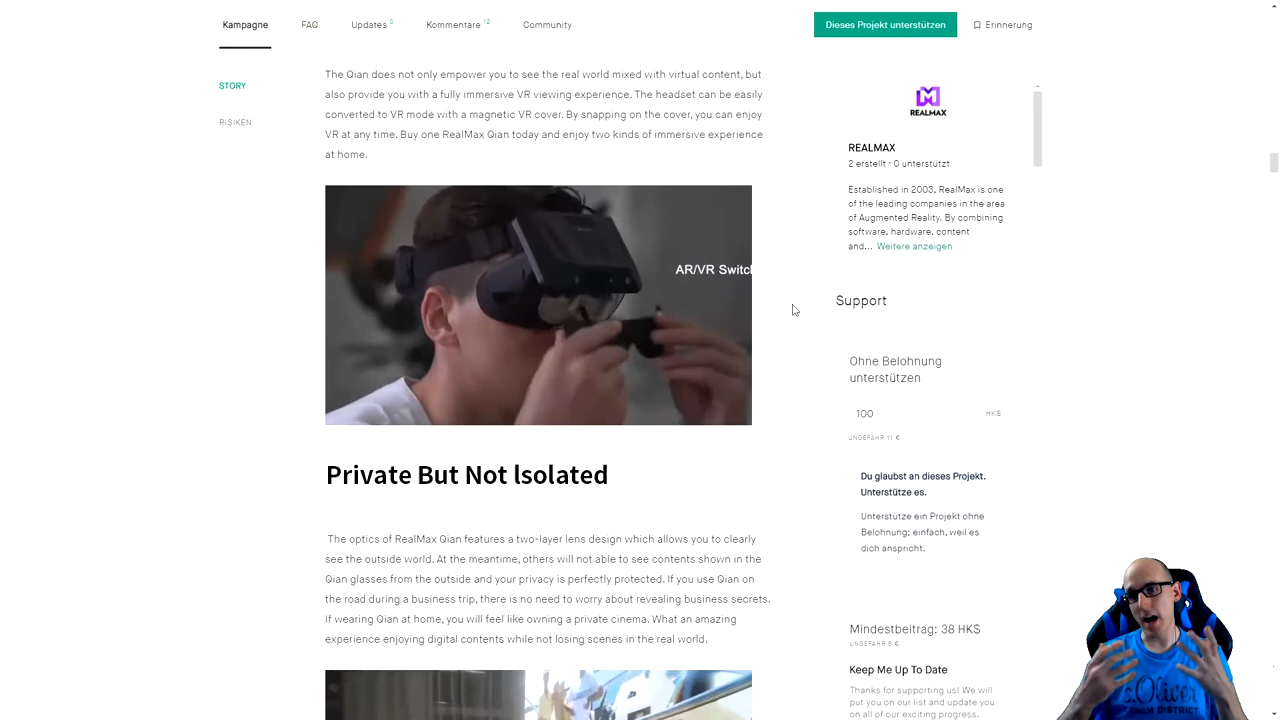 Kampagne
FAQ
Updates 0
Kommentare 12
Community
Dieses Projekt unterstützen
Erinnerung
STORY
RISIKEN
The Qian does not only empower you to see the real world mixed with virtual content, but
also provide you with a fully immersive VR viewing experience. The headset can be easily
converted to VR mode with a magnetic VR cover. By snapping on the cover, you can enjoy
VR at any time. Buy one RealMax Qian today and enjoy two kinds of immersive experience
at home.
AR/VR Switch
Private But Not Isolated
The optics of RealMax Qian features a two-layer lens design which allows you to clearly
see the outside world. At the meantime, others will not able to see contents shown in the
Qian glasses from the outside and your privacy is perfectly protected. If you use Qian on
the road during a business trip, there is no need to worry about revealing business secrets.
If wearing Qian at home, you will feel like owning a private cinema. What an amazing
experience enjoying digital contents while not losing scenes in the real world.
REALMAX
REALMAX
2 erstellt · 0 unterstützt
Established in 2003, RealMax is one
of the leading companies in the area
of Augmented Reality. By combining
software, hardware, content
and... Weitere anzeigen
Support
Ohne Belohnung
unterstützen
100 HK$
UNGEFÄHR 11 €
Du glaubst an dieses Projekt.
Unterstütze es.
Unterstütze ein Projekt ohne
Belohnung; einfach, weil es
dich anspricht.
Mindestbeitrag: 38 HK$
UNGEFÄHR 5 €
Keep Me Up To Date
Thanks for supporting us! We will
put you on our list and update you
on all of our exciting progress.
s.Oliver
DISTRICT